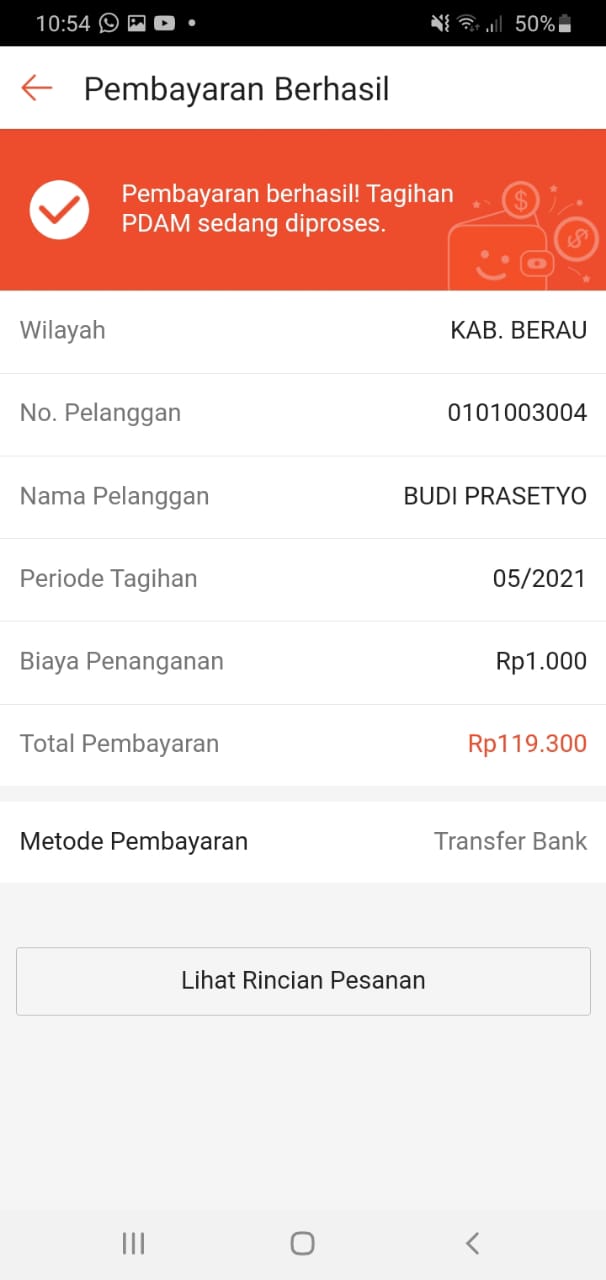 10:54 50%
Pembayaran Berhasil
Pembayaran berhasil! Tagihan
PDAM sedang diproses.
Wilayah KAB. BERAU
No. Pelanggan 0101003004
Nama Pelanggan BUDI PRASETYO
Periode Tagihan 05/2021
Biaya Penanganan Rp1.000
Total Pembayaran Rp119.300
Metode Pembayaran Transfer Bank
Lihat Rincian Pesanan